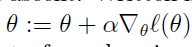 θ := θ + α∇θℓ(θ)